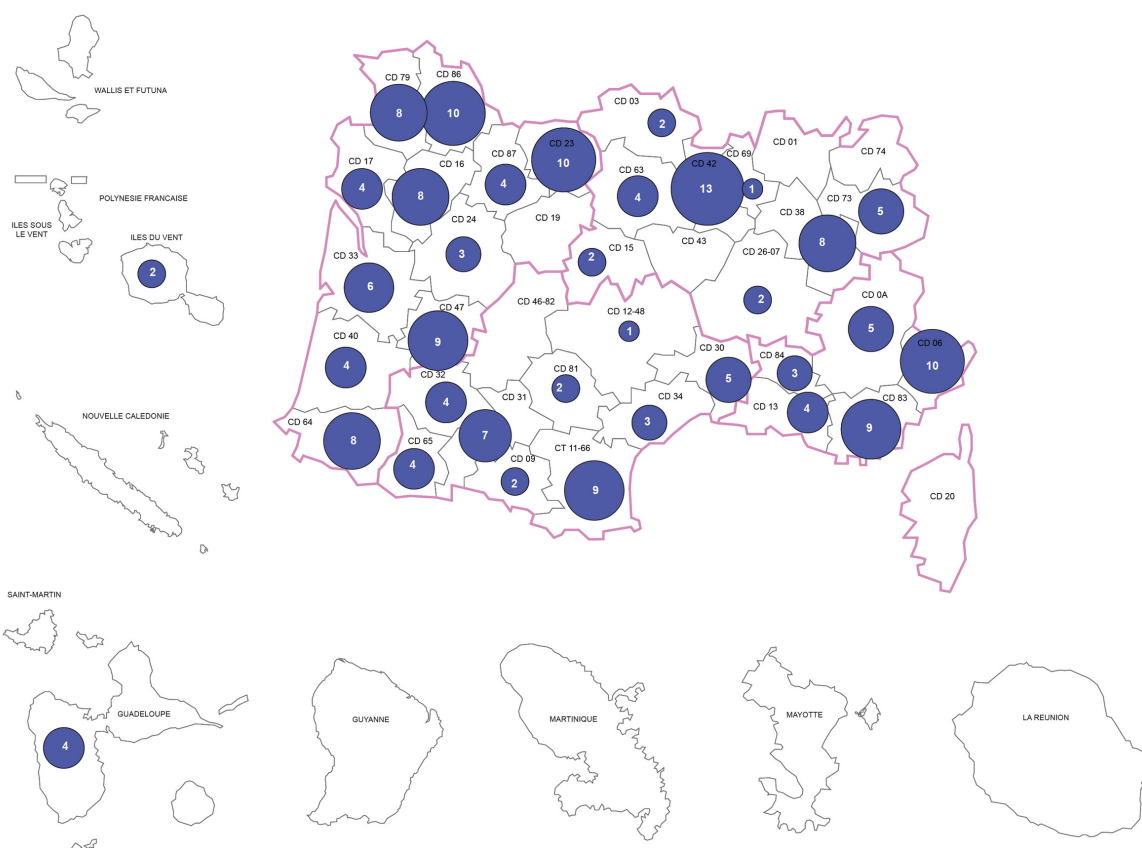 WALLIS ET FUTUNA
POLYNESIE FRANCAISE
ILES SOUS
LE VENT
ILES DU VENT
2
NOUVELLE CALEDONIE
CD 79
8
CD 86
10
CD 03
2
CD 01
CD 74
CD 17
4
CD 16
8
CD 87
4
CD 23
10
CD 63
4
CD 42
13
CD 69
1
CD 73
5
CD 38
8
CD 24
3
CD 19
CD 15
2
CD 43
CD 26-07
2
CD 33
6
CD 47
9
CD 46-82
CD 12-48
1
CD 0A
5
CD 06
10
CD 40
4
CD 32
4
CD 31
7
CD 81
2
CD 34
3
CD 30
5
CD 84
3
CD 13
4
CD 83
9
CD 64
8
CD 65
4
CD 09
2
CT 11-66
9
CD 20
SAINT-MARTIN
GUADELOUPE
4
GUYANNE
MARTINIQUE
MAYOTTE
LA REUNION